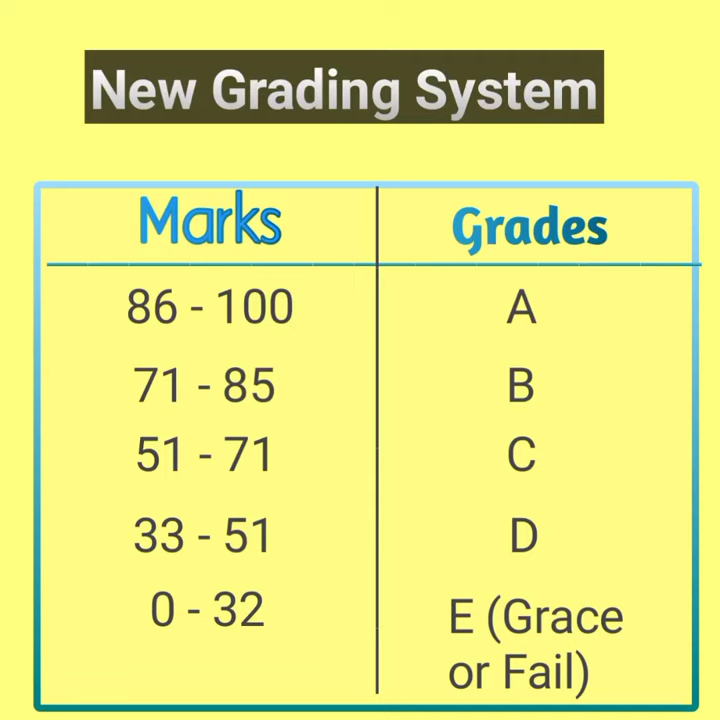 New Grading System
Marks Grades
86 - 100 A
71 - 85 B
51 - 71 C
33 - 51 D
0 - 32 E (Grace
or Fail)